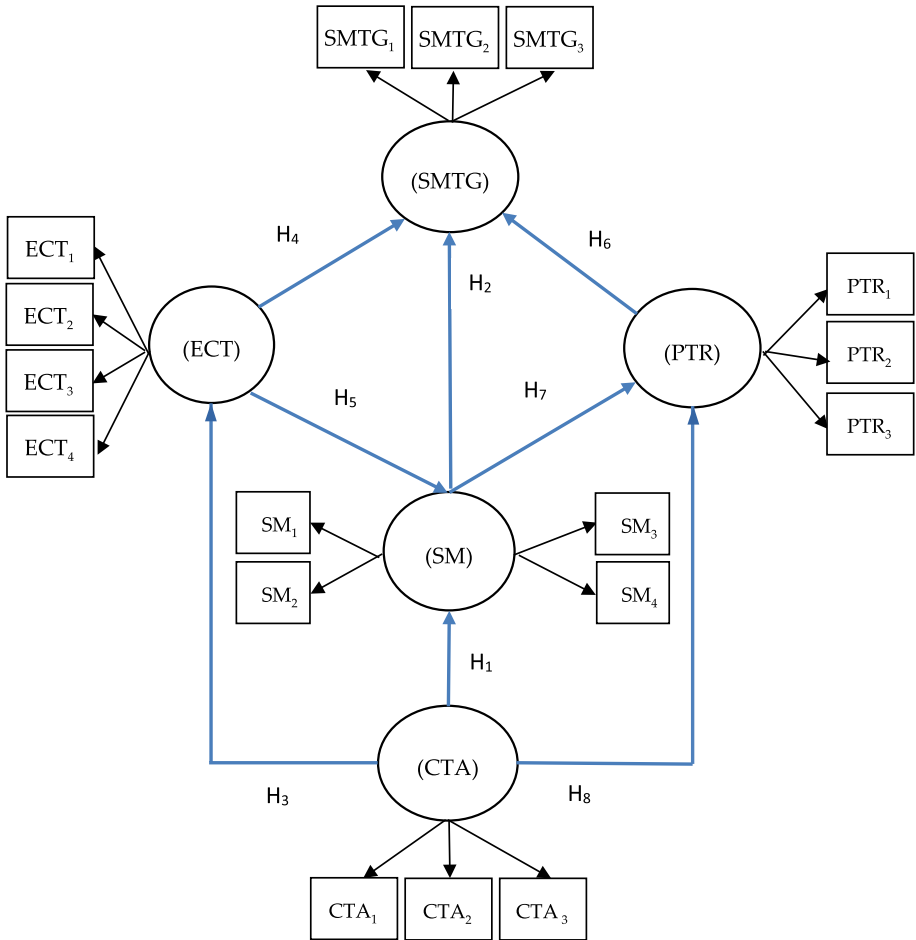 SMTG₁ SMTG₂ SMTG₃
(SMTG)
H₄ H₂ H₆
ECT₁
ECT₂
ECT₃
ECT₄
(ECT)
(PTR)
PTR₁
PTR₂
PTR₃
H₅ H₇
SM₁
SM₂
(SM)
SM₃
SM₄
H₁
(CTA)
H₃ H₈
CTA₁ CTA₂ CTA₃